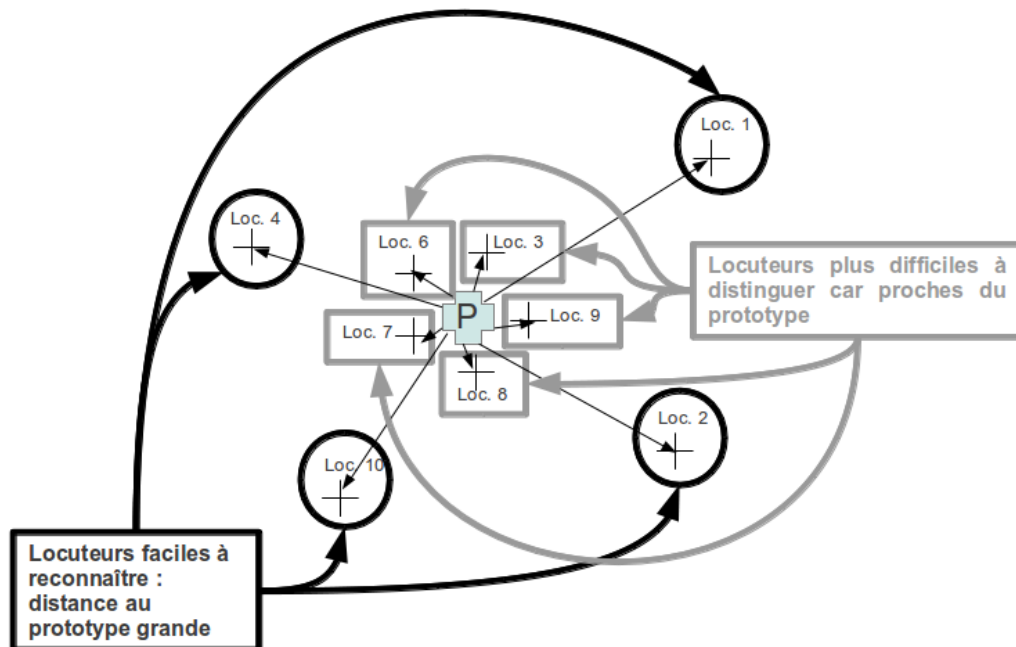 Loc. 1
Loc. 4
Loc. 6
Loc. 3
Locuteurs plus difficiles à
distinguer car proches du
prototype
P
Loc. 9
Loc. 7
Loc. 8
Loc. 2
Loc. 10
Locuteurs faciles à
reconnaître :
distance au
prototype grande